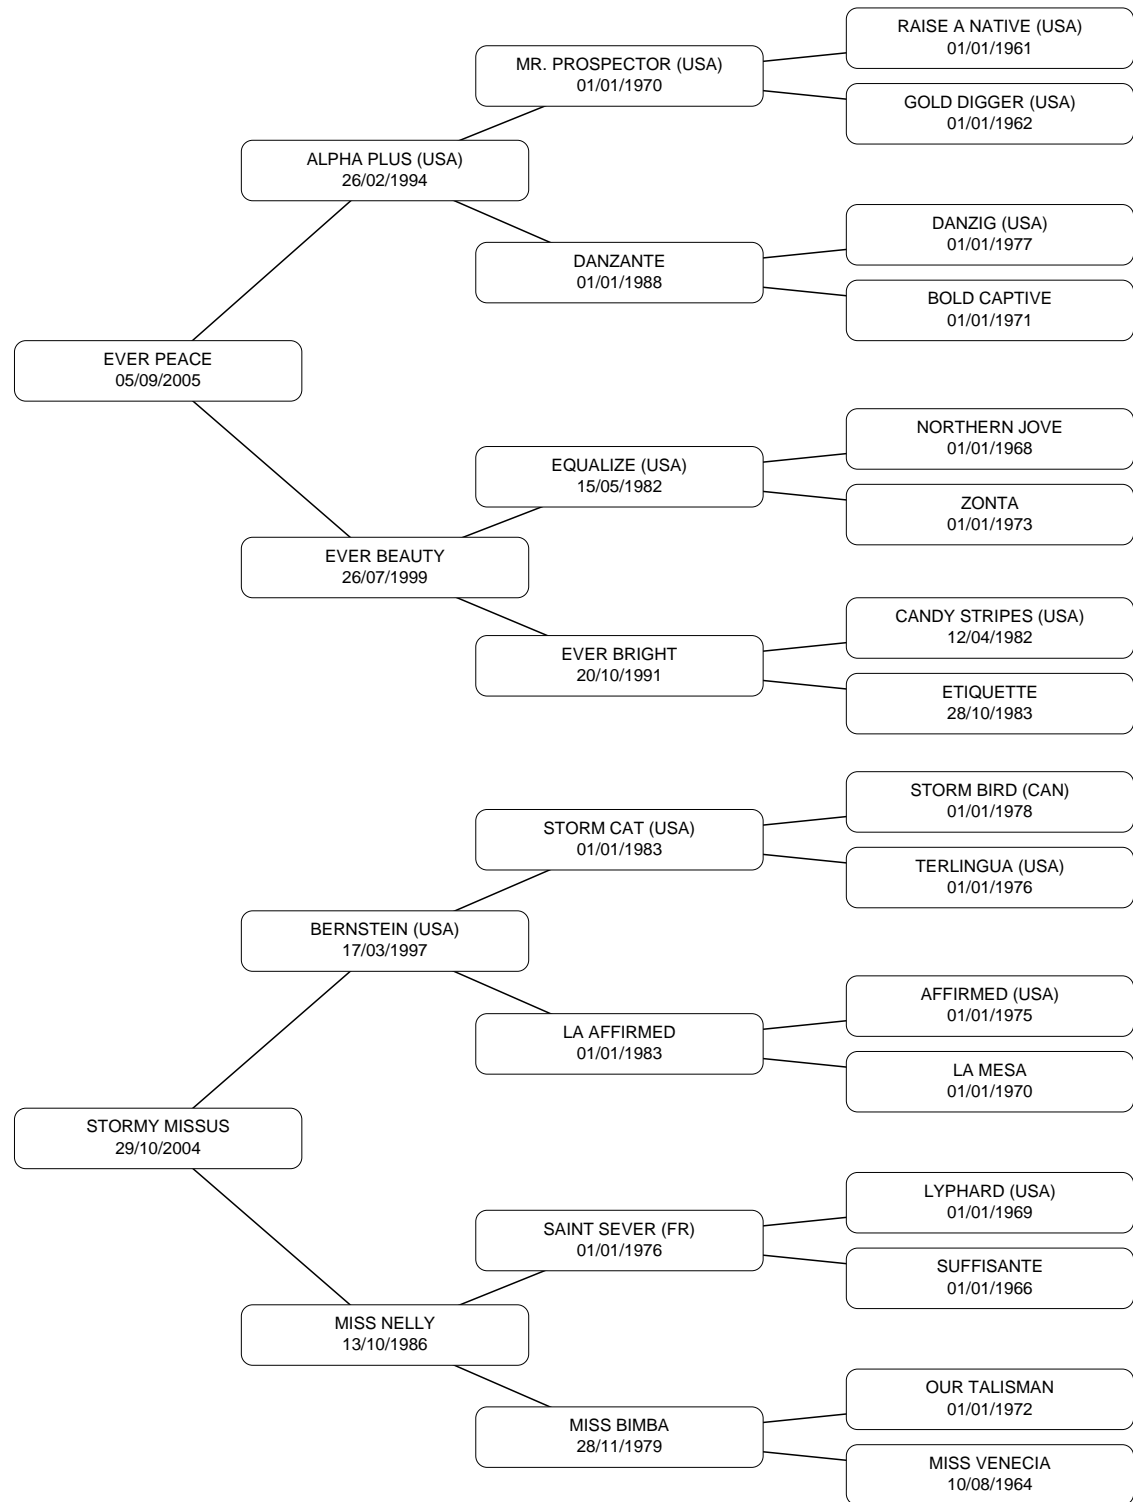 RAISE A NATIVE (USA)
01/01/1961
MR. PROSPECTOR (USA)
01/01/1970
GOLD DIGGER (USA)
01/01/1962
ALPHA PLUS (USA)
26/02/1994
DANZIG (USA)
01/01/1977
DANZANTE
01/01/1988
BOLD CAPTIVE
01/01/1971
EVER PEACE
05/09/2005
NORTHERN JOVE
01/01/1968
EQUALIZE (USA)
15/05/1982
ZONTA
01/01/1973
EVER BEAUTY
26/07/1999
CANDY STRIPES (USA)
12/04/1982
EVER BRIGHT
20/10/1991
ETIQUETTE
28/10/1983
STORM BIRD (CAN)
01/01/1978
STORM CAT (USA)
01/01/1983
TERLINGUA (USA)
01/01/1976
BERNSTEIN (USA)
17/03/1997
AFFIRMED (USA)
01/01/1975
LA AFFIRMED
01/01/1983
LA MESA
01/01/1970
STORMY MISSUS
29/10/2004
LYPHARD (USA)
01/01/1969
SAINT SEVER (FR)
01/01/1976
SUFFISANTE
01/01/1966
MISS NELLY
13/10/1986
OUR TALISMAN
01/01/1972
MISS BIMBA
28/11/1979
MISS VENECIA
10/08/1964